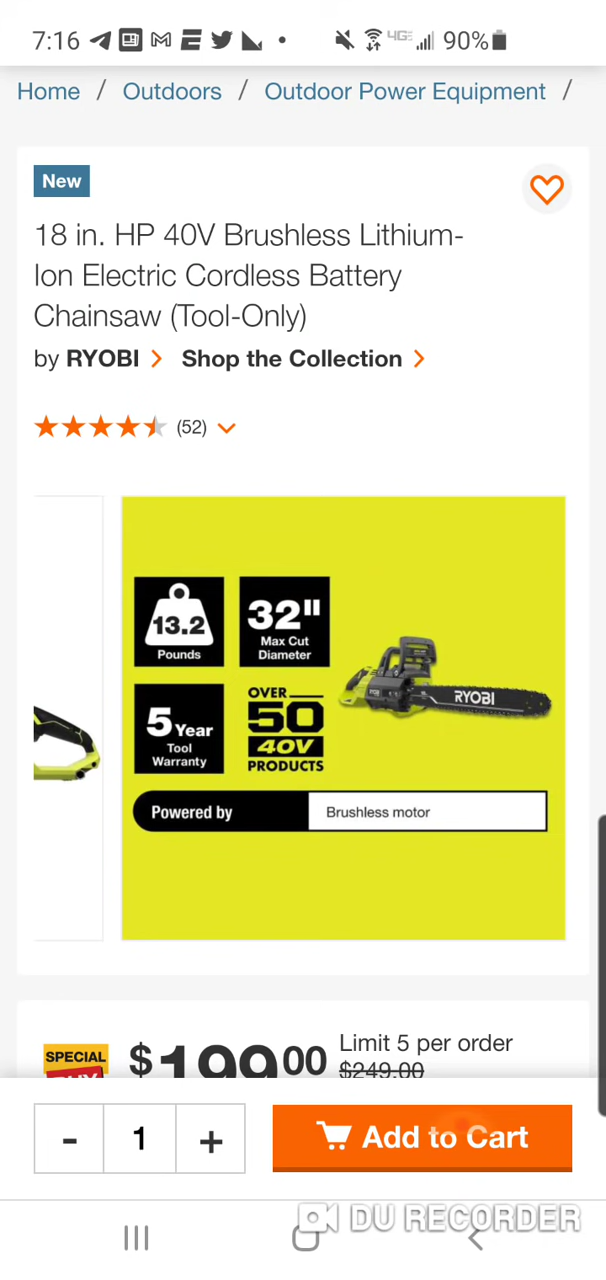 7:16 4GE 90%
Home / Outdoors / Outdoor Power Equipment /
New
18 in. HP 40V Brushless Lithium-
Ion Electric Cordless Battery
Chainsaw (Tool-Only)
by RYOBI > Shop the Collection >
(52)
13.2
Pounds
32"
Max Cut
Diameter
5 Year
Tool
Warranty
OVER
50
40V
PRODUCTS
RYOBI
Powered by
Brushless motor
SPECIAL
BUY
$19900
Limit 5 per order
$249.00
- 1 +
Add to Cart
DU RECORDER